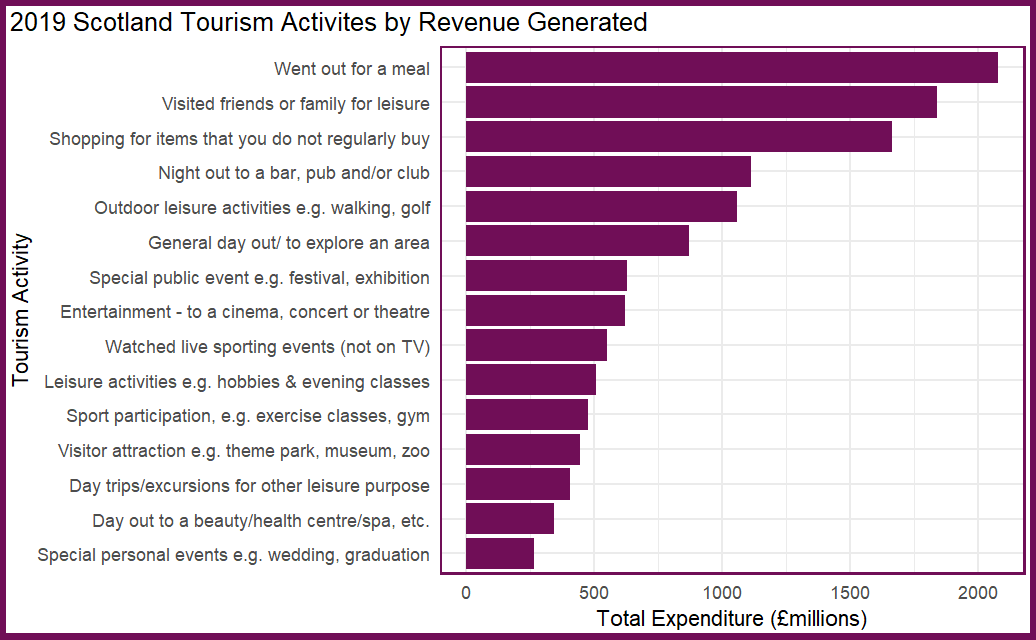 2019 Scotland Tourism Activites by Revenue Generated
Tourism Activity
Went out for a meal
Visited friends or family for leisure
Shopping for items that you do not regularly buy
Night out to a bar, pub and/or club
Outdoor leisure activities e.g. walking, golf
General day out/ to explore an area
Special public event e.g. festival, exhibition
Entertainment - to a cinema, concert or theatre
Watched live sporting events (not on TV)
Leisure activities e.g. hobbies & evening classes
Sport participation, e.g. exercise classes, gym
Visitor attraction e.g. theme park, museum, zoo
Day trips/excursions for other leisure purpose
Day out to a beauty/health centre/spa, etc.
Special personal events e.g. wedding, graduation
0 500 1000 1500 2000
Total Expenditure (£millions)